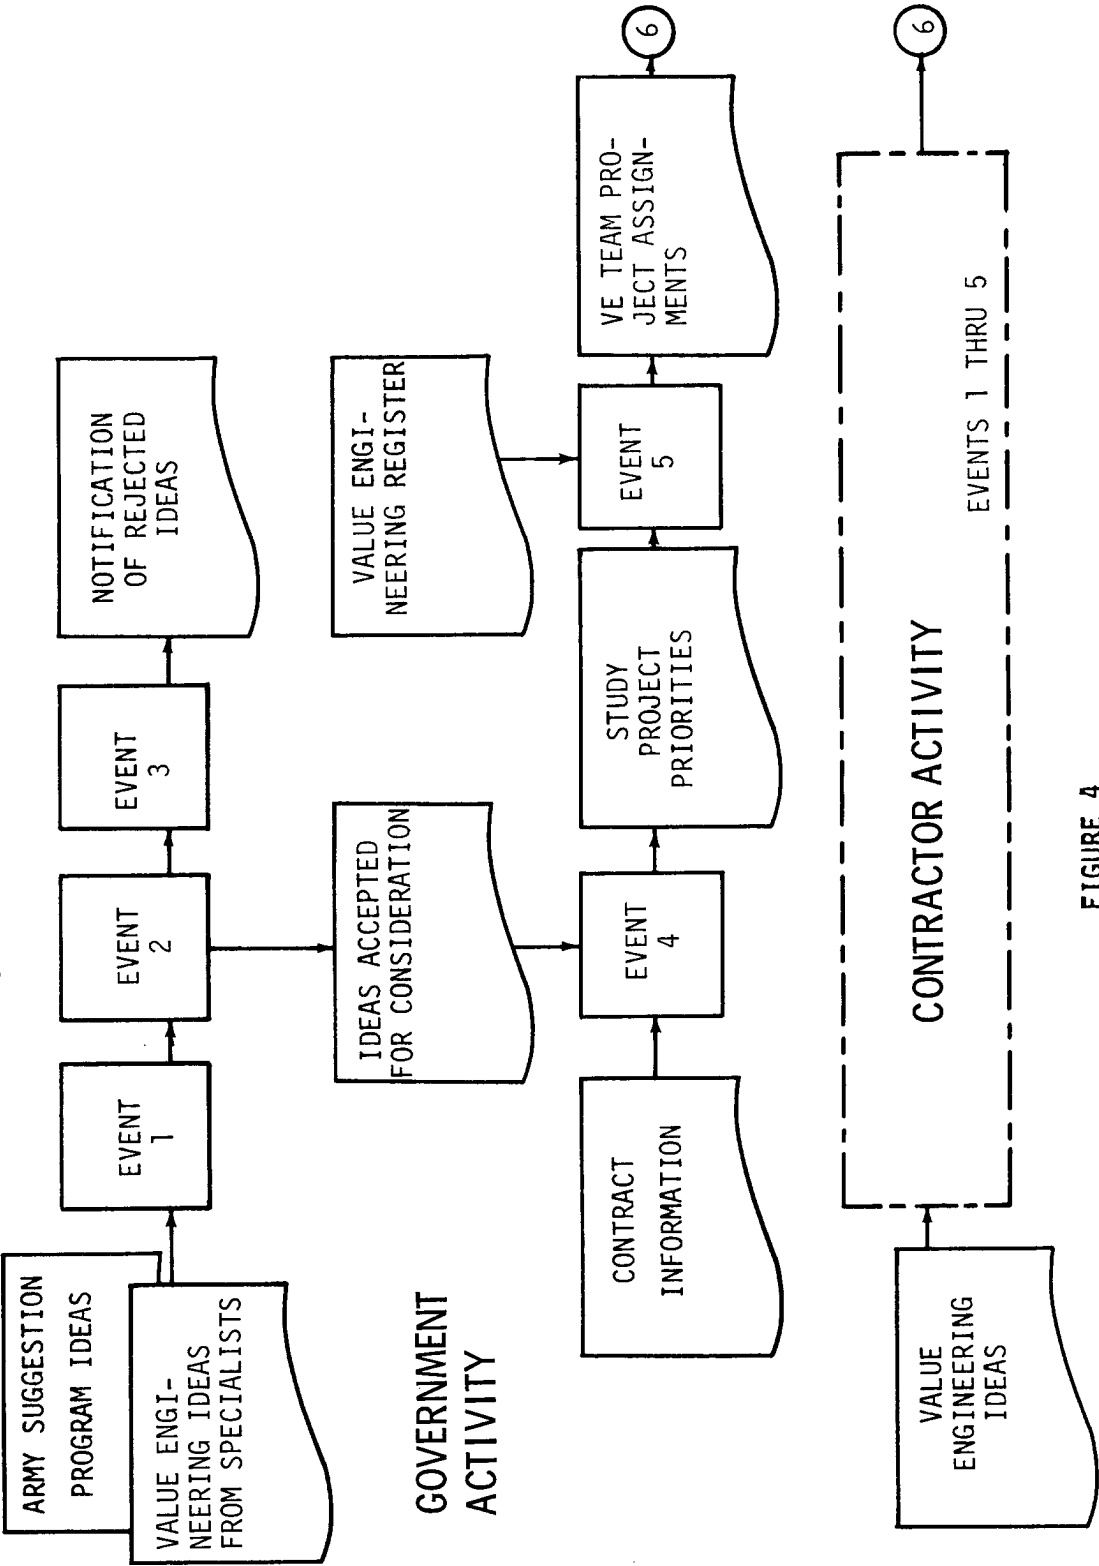 ARMY SUGGESTION
PROGRAM IDEAS
VALUE ENGI-
NEERING IDEAS
FROM SPECIALISTS
EVENT
1
EVENT
2
EVENT
3
NOTIFICATION
OF REJECTED
IDEAS
GOVERNMENT
ACTIVITY
IDEAS ACCEPTED
FOR CONSIDERATION
VALUE ENGI-
NEERING REGISTER
CONTRACT
INFORMATION
EVENT
4
STUDY
PROJECT
PRIORITIES
EVENT
5
VE TEAM PRO-
JECT ASSIGN-
MENTS
6
VALUE
ENGINEERING
IDEAS
CONTRACTOR ACTIVITY
EVENTS 1 THRU 5
6
FIGURE 4